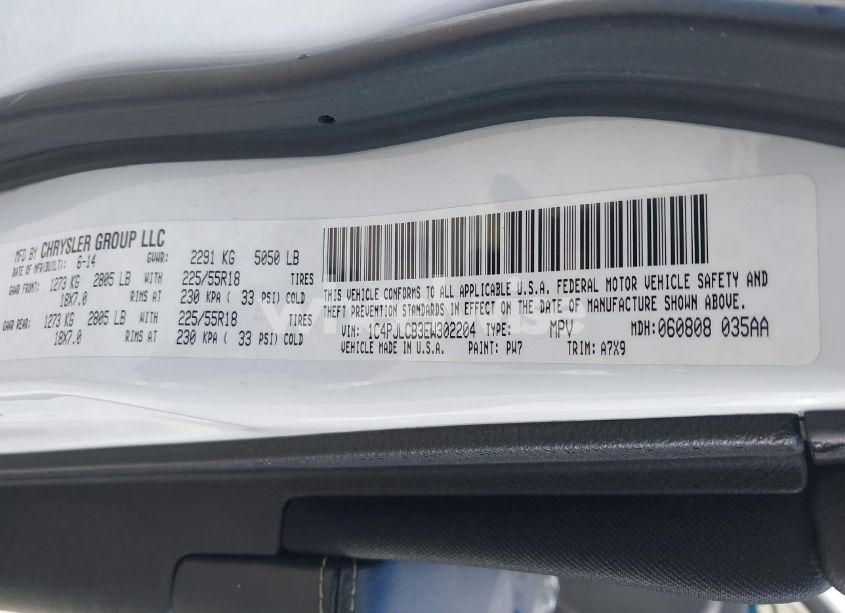 MFD BY CHRYSLER GROUP LLC
DATE OF MFR(BUILT) 6-14 GVWR: 2291 KG 5050 LB
GAWR FRONT: 1273 KG 2805 LB WITH 225/55R18 TIRES
18X7.0 RIMS AT 230 KPA ( 33 PSI) COLD
GAWR REAR: 1273 KG 2805 LB WITH 225/55R18 TIRES
18X7.0 RIMS AT 230 KPA ( 33 PSI) COLD
THIS VEHICLE CONFORMS TO ALL APPLICABLE U.S.A. FEDERAL MOTOR VEHICLE SAFETY AND
THEFT PREVENTION STANDARDS IN EFFECT ON THE DATE OF MANUFACTURE SHOWN ABOVE.
VIN: 1C4PJLCB3EW302204 TYPE: MPV MDH: 060808 035AA
VEHICLE MADE IN U.S.A. PAINT: PW7 TRIM: A7X9